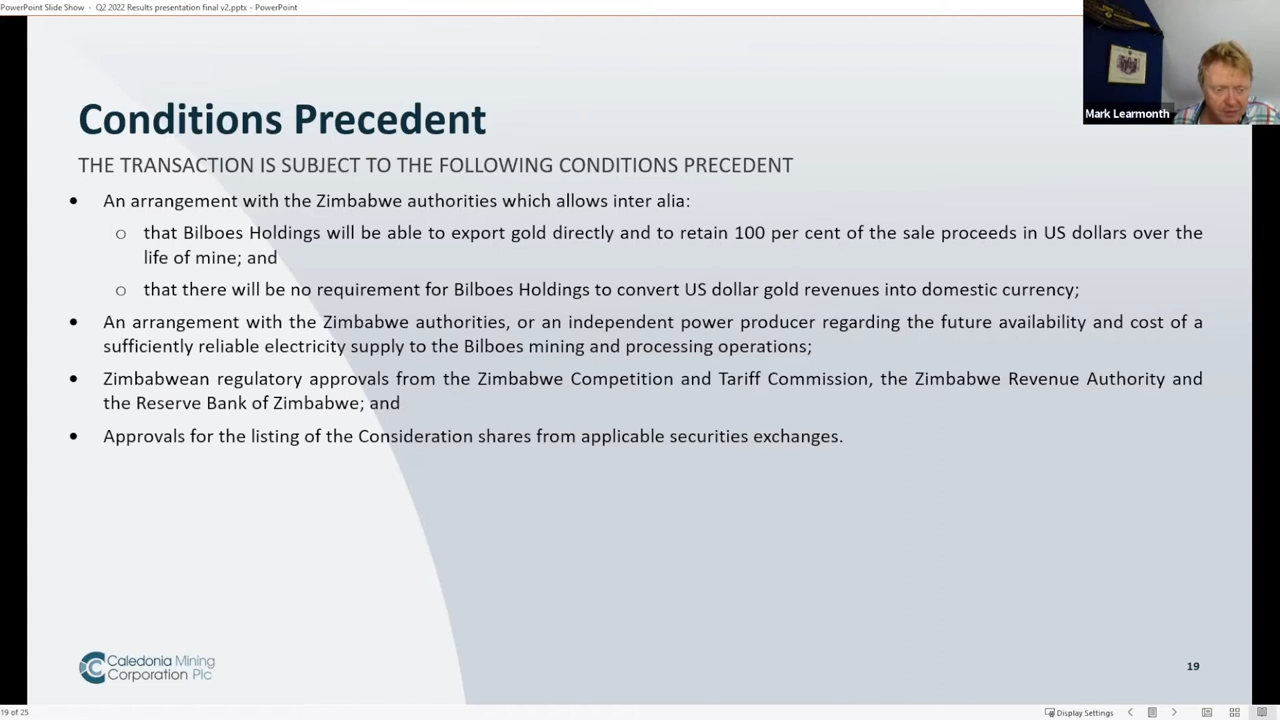 PowerPoint Slide Show - Q2 2022 Results presentation final v2.pptx - PowerPoint
Mark Learmonth
Conditions Precedent
THE TRANSACTION IS SUBJECT TO THE FOLLOWING CONDITIONS PRECEDENT
• An arrangement with the Zimbabwe authorities which allows inter alia:
○ that Bilboes Holdings will be able to export gold directly and to retain 100 per cent of the sale proceeds in US dollars over the
life of mine; and
○ that there will be no requirement for Bilboes Holdings to convert US dollar gold revenues into domestic currency;
• An arrangement with the Zimbabwe authorities, or an independent power producer regarding the future availability and cost of a
sufficiently reliable electricity supply to the Bilboes mining and processing operations;
• Zimbabwean regulatory approvals from the Zimbabwe Competition and Tariff Commission, the Zimbabwe Revenue Authority and
the Reserve Bank of Zimbabwe; and
• Approvals for the listing of the Consideration shares from applicable securities exchanges.
Caledonia Mining
Corporation Plc
19
19 of 25
Display Settings